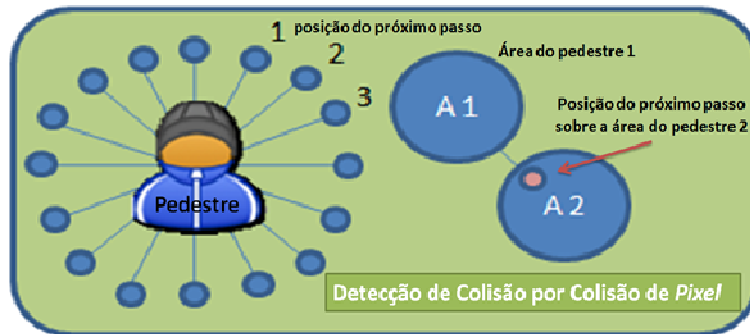 1 posição do próximo passo
2
3
Pedestre
Área do pedestre 1
A 1
Posição do próximo passo
sobre a área do pedestre 2
A 2
Detecção de Colisão por Colisão de Pixel